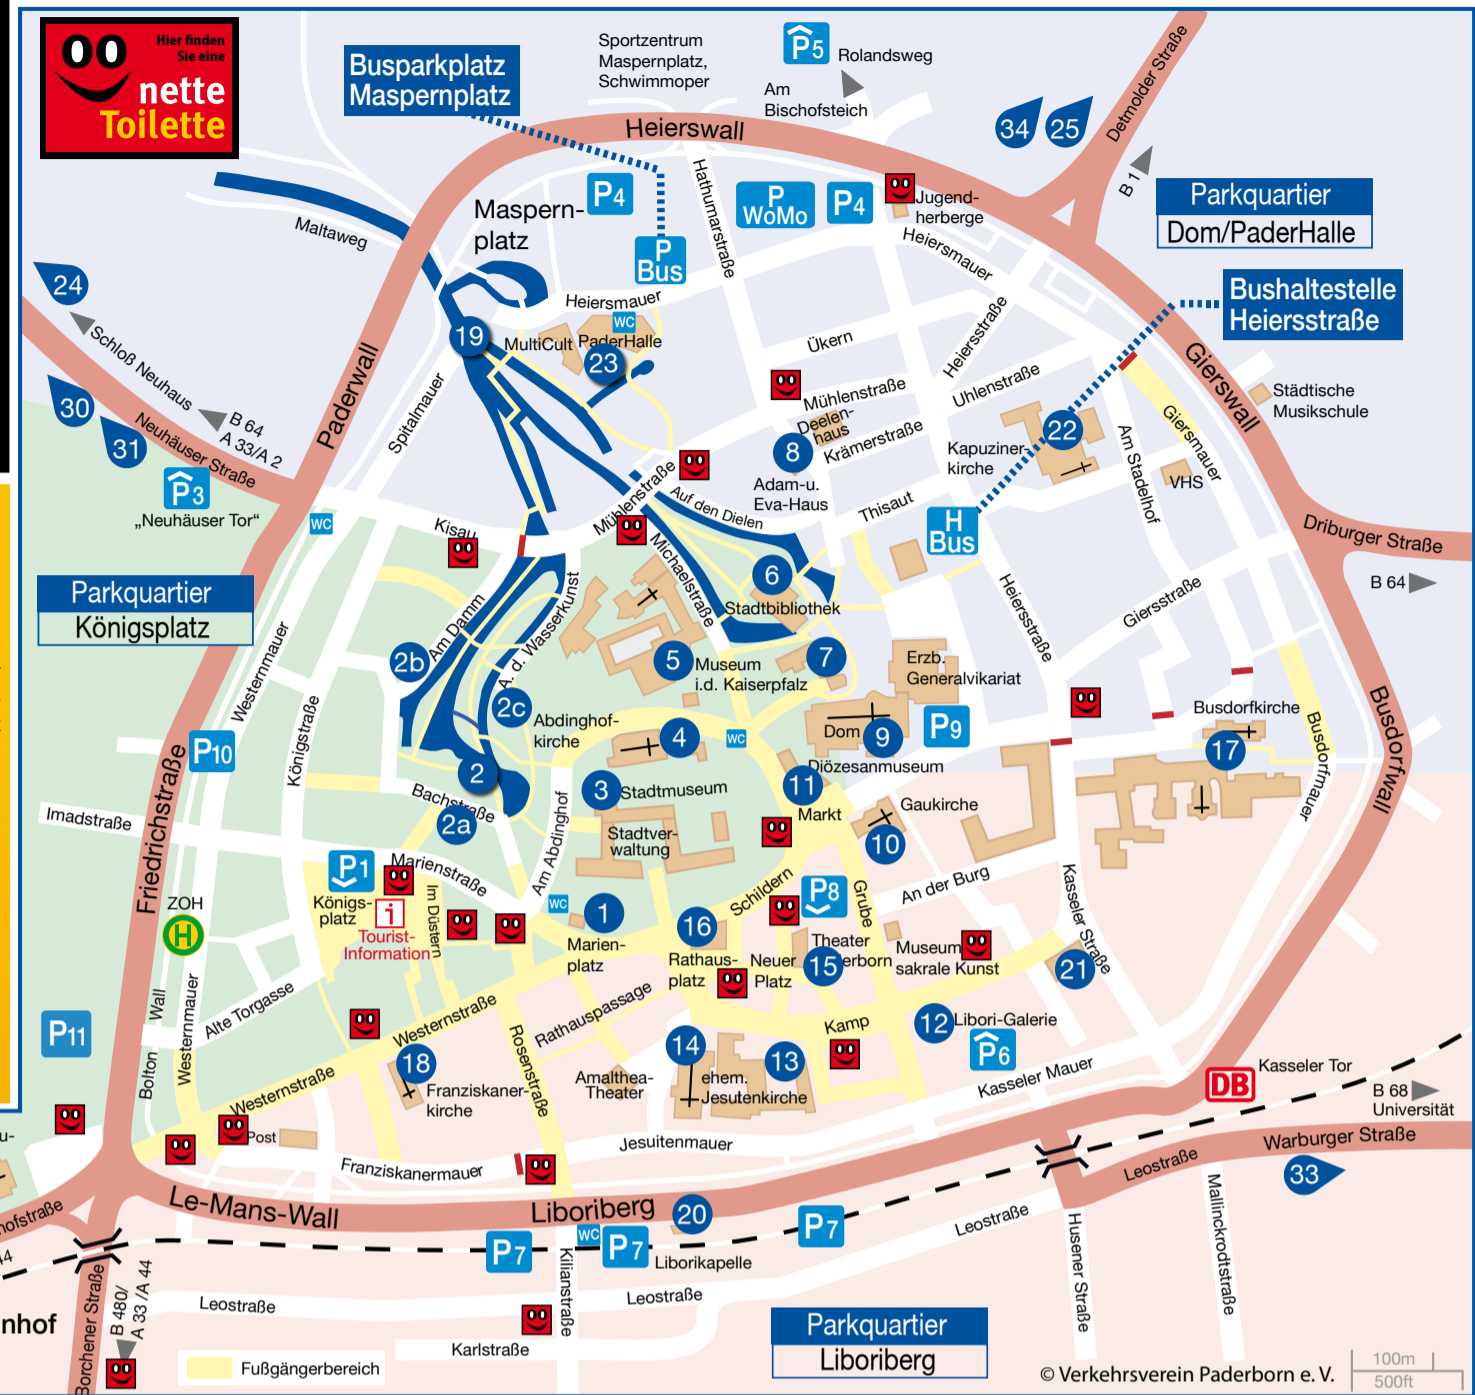 Hier finden
Sie eine
nette
Toilette
Busparkplatz
Maspernplatz
Sportzentrum
Maspernplatz,
Schwimmoper
P5
Rolandsweg
Am
Bischofsteich
Heierswall
34
25
Detmolder Straße
B 1
Parkquartier
Dom/PaderHalle
Maspern-
platz
P4
P
Bus
Hathumarstraße
P
WoMo
P4
Jugend-
herberge
Heiersmauer
Maltaweg
24
Schloß Neuhaus
30
31
B 64
A 33/A 2
Neuhäuser Straße
P3
„Neuhäuser Tor“
Paderwall
Spitalmauer
19
Heiersmauer
WC
MultiCult
PaderHalle
23
Bushaltestelle
Heiersstraße
Ükern
Heiersstraße
Uhlenstraße
Mühlenstraße
Deelen-
haus
Krämerstraße
8
Adam-u.
Eva-Haus
Kapuziner-
kirche
22
Gierswall
Städtische
Musikschule
Giersmauer
Am Stadelhof
VHS
Driburger Straße
B 64
WC
Kisau
Mühlenstraße
Auf den Dielen
Thisaut
H
Bus
Michaelstraße
6
Stadtbibliothek
Heiersstraße
Giersstraße
Parkquartier
Königsplatz
Westernmauer
Königstraße
Am Damm
2b
A. d. Wasserkunst
2c
5
Museum
i.d. Kaiserpfalz
7
Erzb.
Generalvikariat
Abdinghof-
kirche
4
WC
Dom
9
P9
Diözesanmuseum
Busdorfkirche
17
Busdorfmauer
Busdorfwall
P10
Friedrichstraße
2
Bachstraße
2a
3
Stadtmuseum
11
Markt
Gaukirche
10
Imadstraße
Stadtver-
waltung
Am Abdinghof
P1
Marienstraße
Königs-
platz
i
Tourist-
Information
Im Düstern
WC
1
Marien-
platz
16
Rathaus-
platz
Schildern
P8
Grube
An der Burg
Kasseler Straße
ZOH
H
Neuer
Platz
Theater
erborn
15
Museum
sakrale Kunst
21
Wall
Bolton
Westernmauer
Alte Torgasse
P11
Westernstraße
Rathauspassage
Rosenstraße
18
Franziskaner-
kirche
Amalthea-
Theater
14
ehem.
Jesutenkirche
13
Kamp
12
Libori-Galerie
P6
Kasseler Mauer
DB
Kasseler Tor
B 68
Universität
Warburger Straße
33
Westernstraße
Post
Franziskanermauer
Jesuitenmauer
Le-Mans-Wall
Liboriberg
20
Liborikapelle
P7
WC
P7
P7
Leostraße
Leostraße
Husener Straße
Mallinckrodtstraße
u-
hofstraße
44
nhof
Borchener Straße
B 480/
A 33 /A 44
Leostraße
Leostraße
Kilianstraße
Karlstraße
Fußgängerbereich
Parkquartier
Liboriberg
© Verkehrsverein Paderborn e. V.
100m
500ft